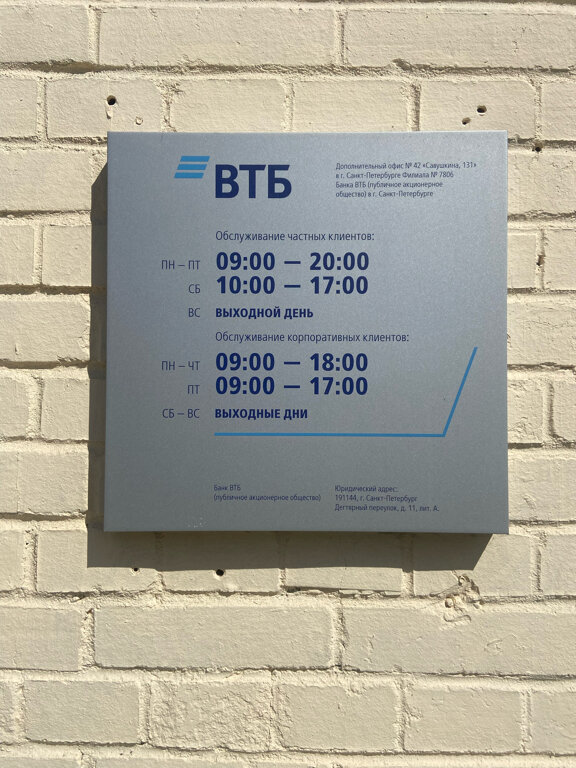 ВТБ
Дополнительный офис № 42 «Савушкина, 131»
в г. Санкт-Петербурге Филиала № 7806
Банка ВТБ (публичное акционерное
общество) в г. Санкт-Петербурге
Обслуживание частных клиентов:
ПН – ПТ 09:00 — 20:00
СБ 10:00 — 17:00
ВС ВЫХОДНОЙ ДЕНЬ
Обслуживание корпоративных клиентов:
ПН – ЧТ 09:00 — 18:00
ПТ 09:00 — 17:00
СБ – ВС ВЫХОДНЫЕ ДНИ
Банк ВТБ
(публичное акционерное общество)
Юридический адрес:
191144, г. Санкт-Петербург
Дегтярный переулок, д. 11, лит. А.